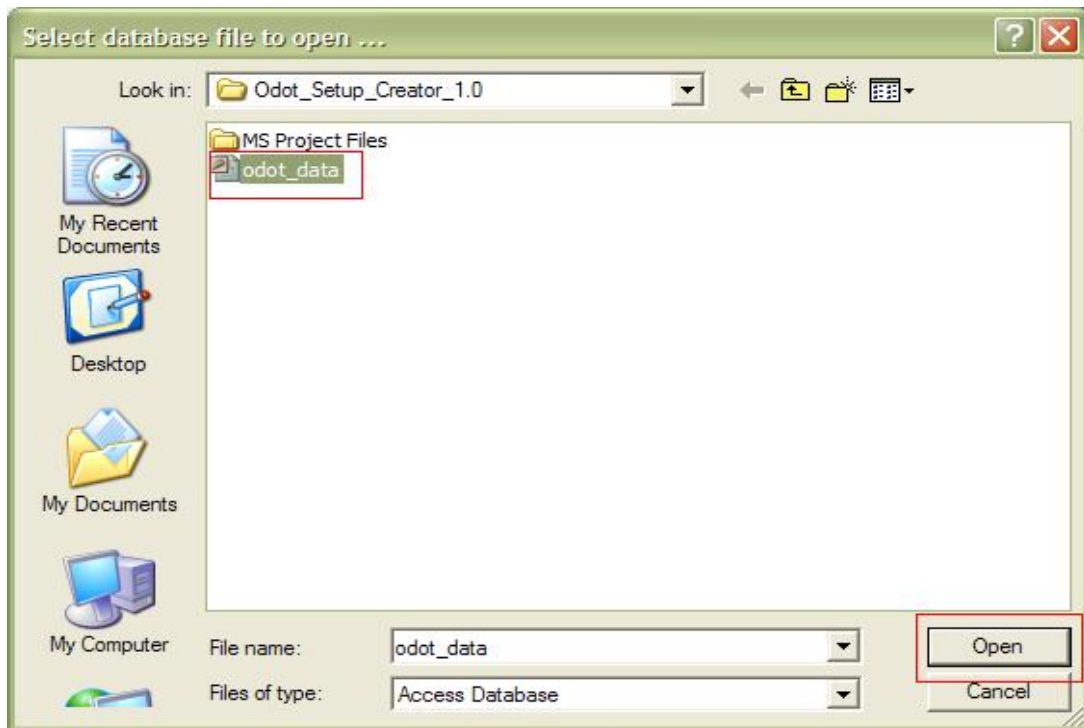 Select database file to open ...
Look in: Odot_Setup_Creator_1.0
MS Project Files
odot_data
My Recent
Documents
Desktop
My Documents
My Computer
File name: odot_data Open
Files of type: Access Database Cancel